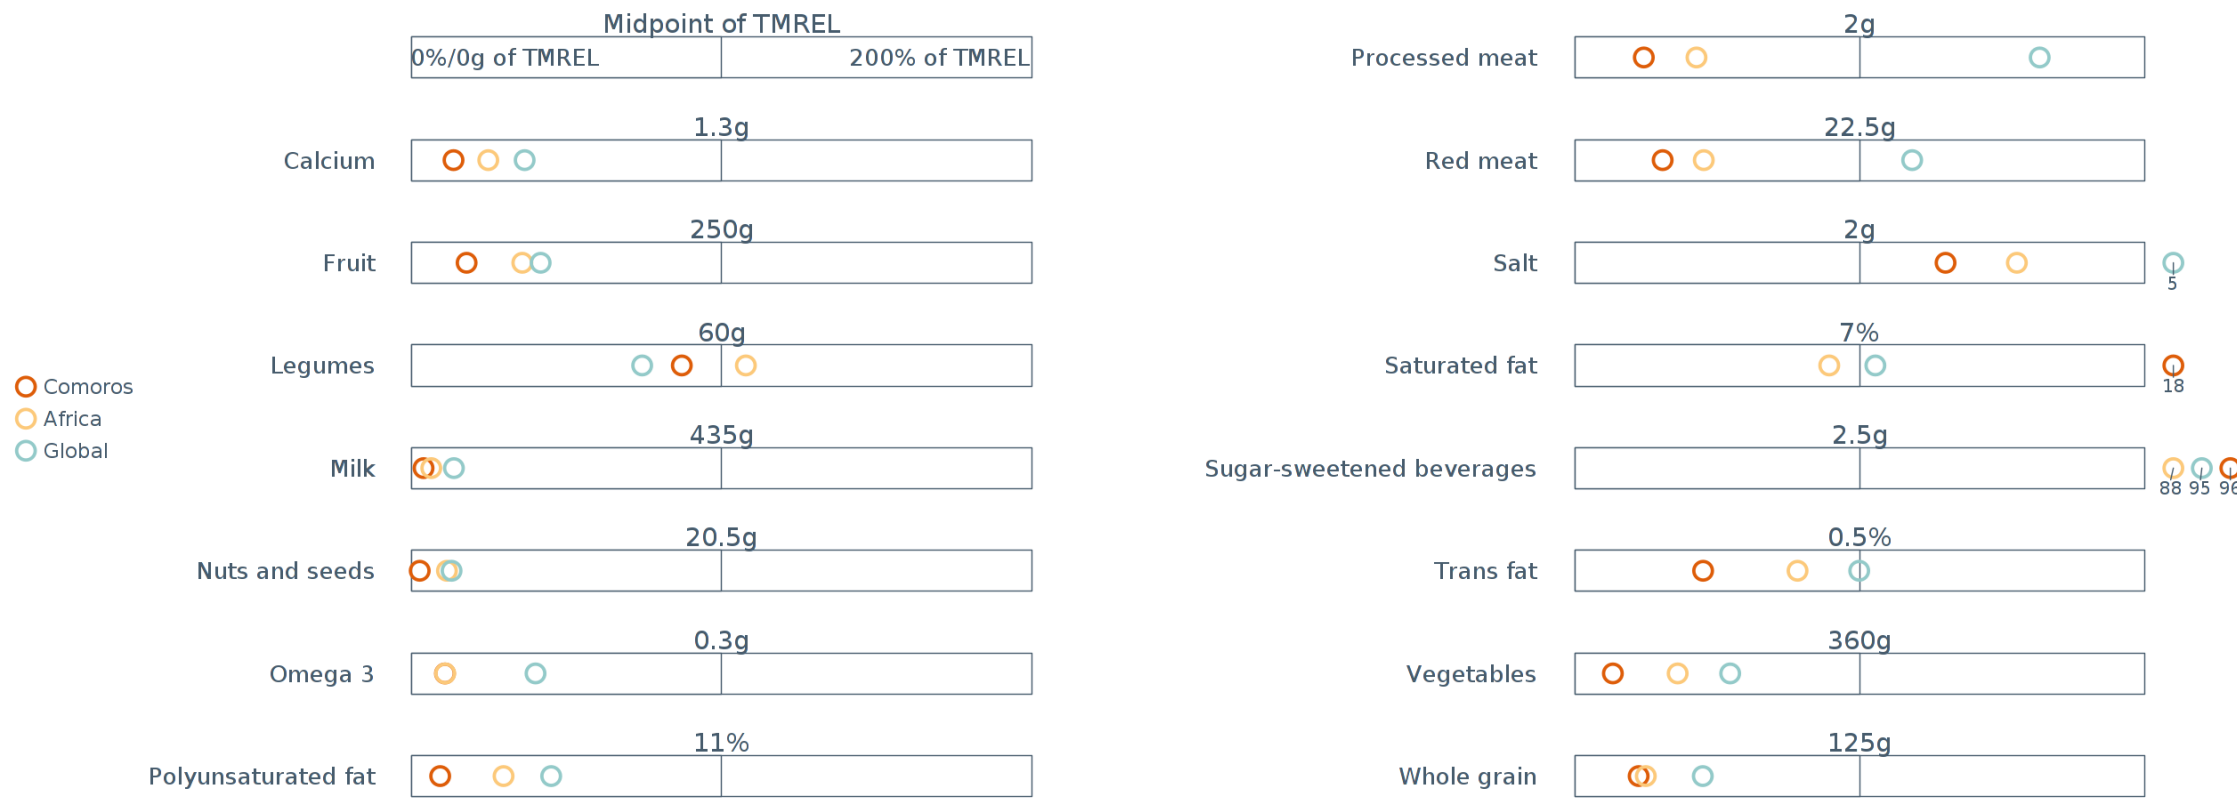 Midpoint of TMREL
0%/0g of TMREL
200% of TMREL
1.3g
Calcium
250g
Fruit
60g
Legumes
435g
Milk
20.5g
Nuts and seeds
0.3g
Omega 3
11%
Polyunsaturated fat
Comoros
Africa
Global
2g
Processed meat
22.5g
Red meat
2g
Salt
5
7%
Saturated fat
18
2.5g
Sugar-sweetened beverages
88 95 96
0.5%
Trans fat
360g
Vegetables
125g
Whole grain